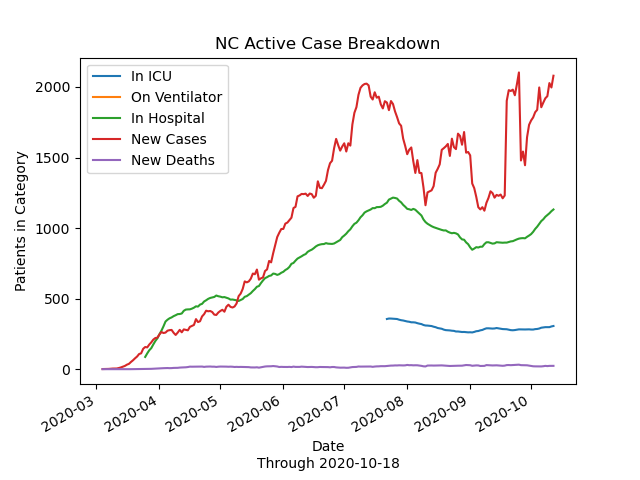 NC Active Case Breakdown
In ICU
On Ventilator
In Hospital
New Cases
New Deaths
Patients in Category
2000
1500
1000
500
0
2020-03
2020-04
2020-05
2020-06
2020-07
2020-08
2020-09
2020-10
Date
Through 2020-10-18